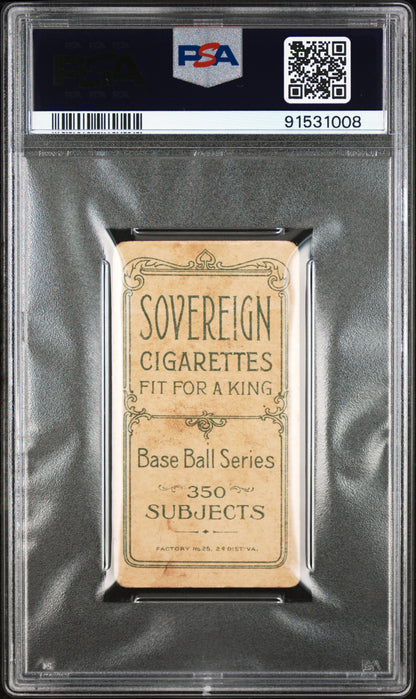 PSA
91531008
SOVEREIGN
CIGARETTES
FIT FOR A KING
Base Ball Series
350
SUBJECTS
FACTORY No. 25, 2d DIST. VA.